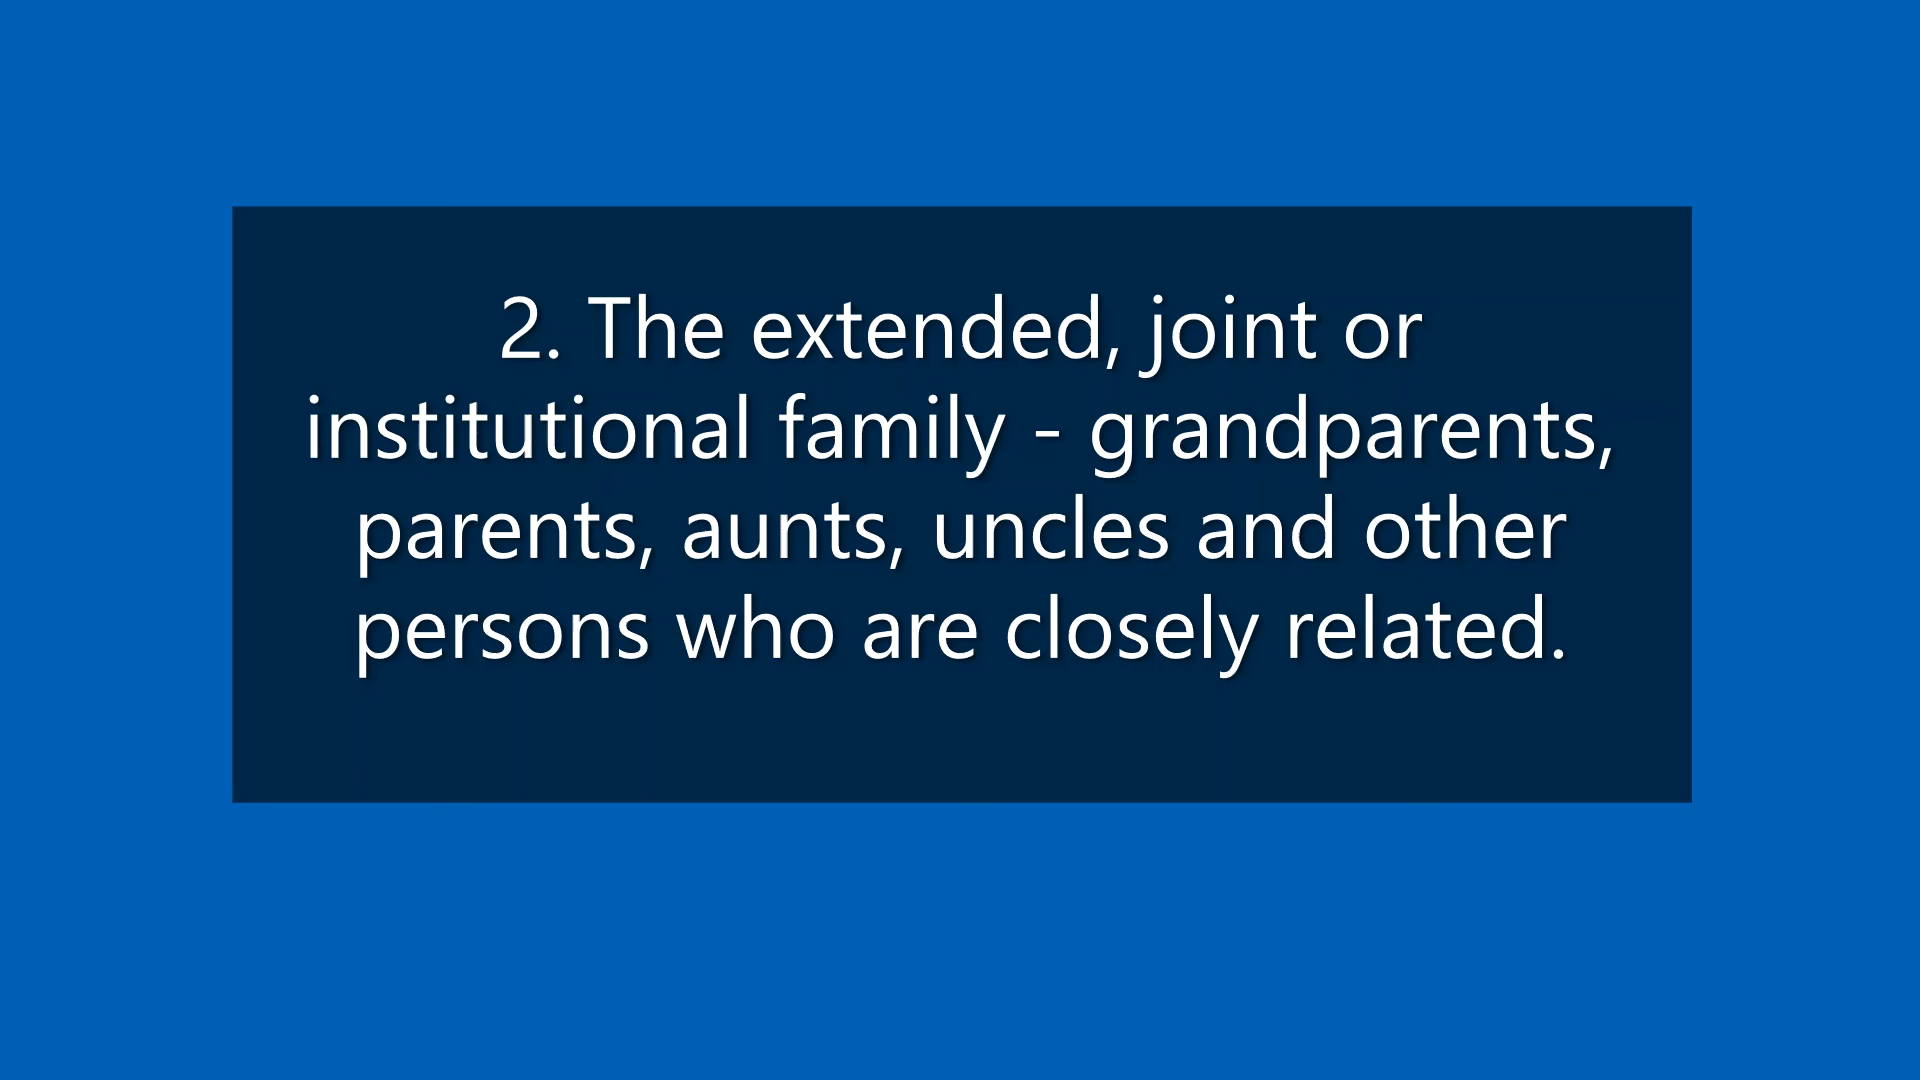 2. The extended, joint or
institutional family - grandparents,
parents, aunts, uncles and other
persons who are closely related.